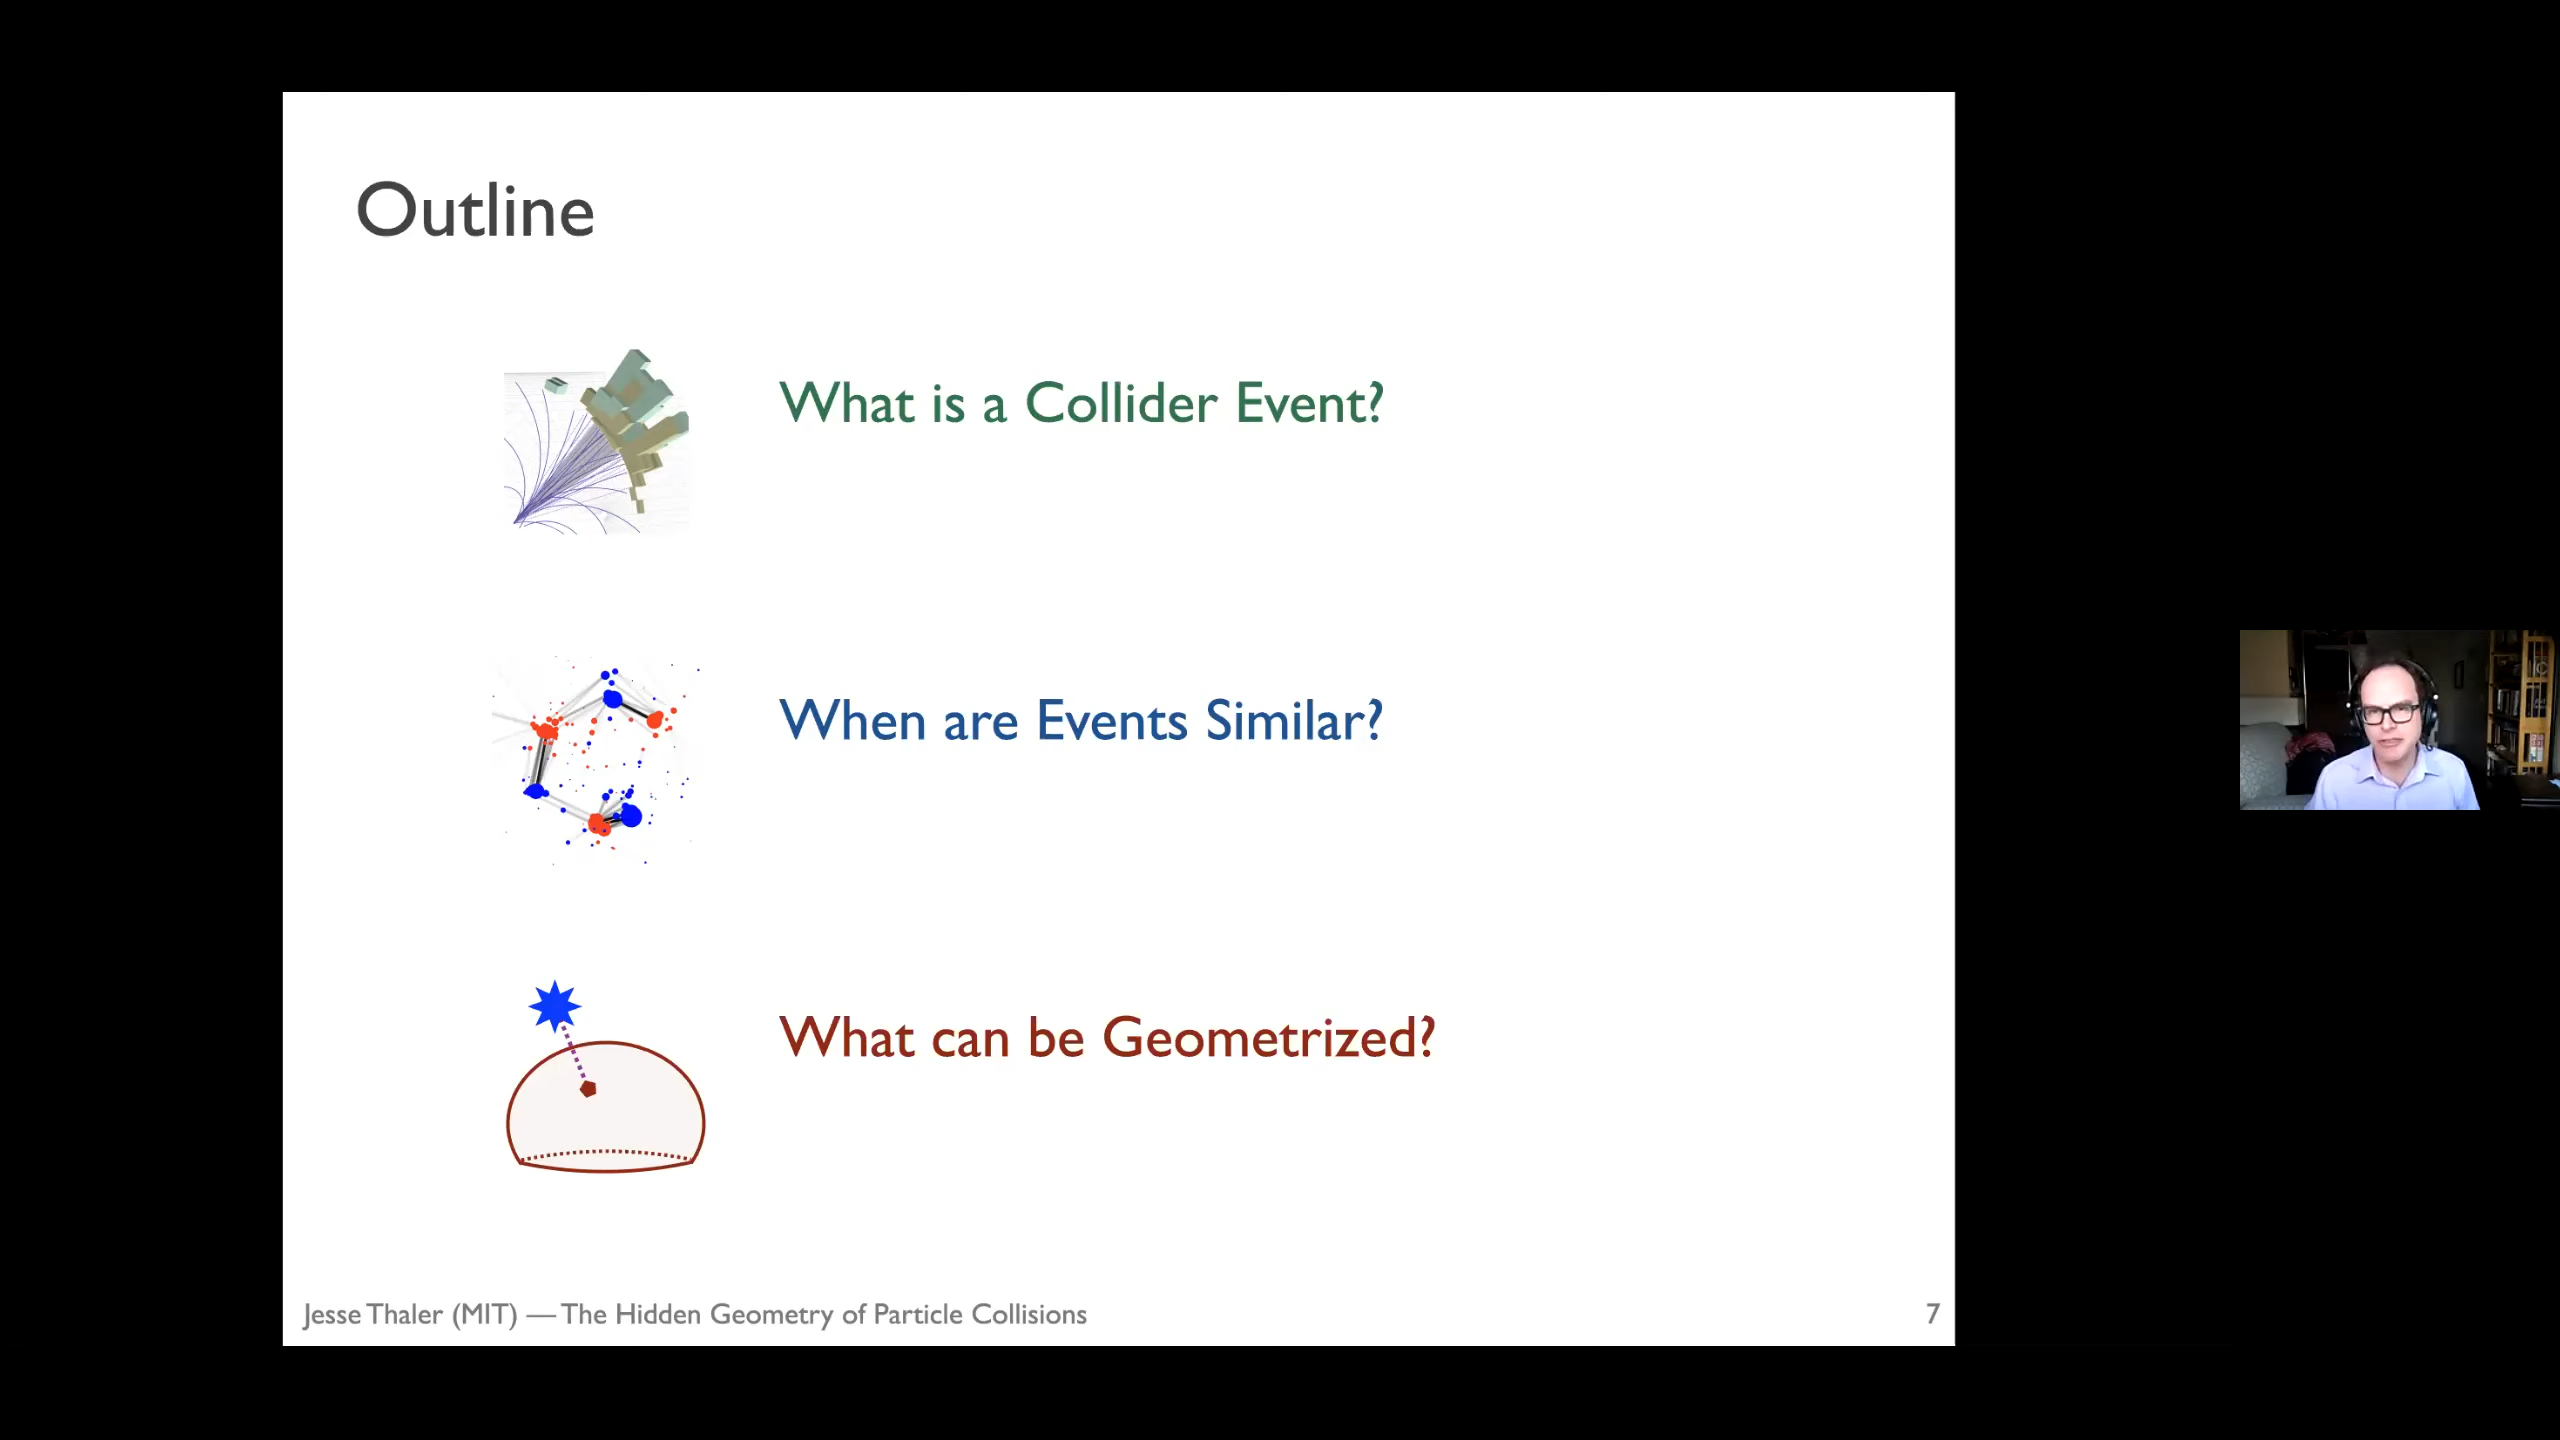 Outline
What is a Collider Event?
When are Events Similar?
What can be Geometrized?
Jesse Thaler (MIT) — The Hidden Geometry of Particle Collisions
7